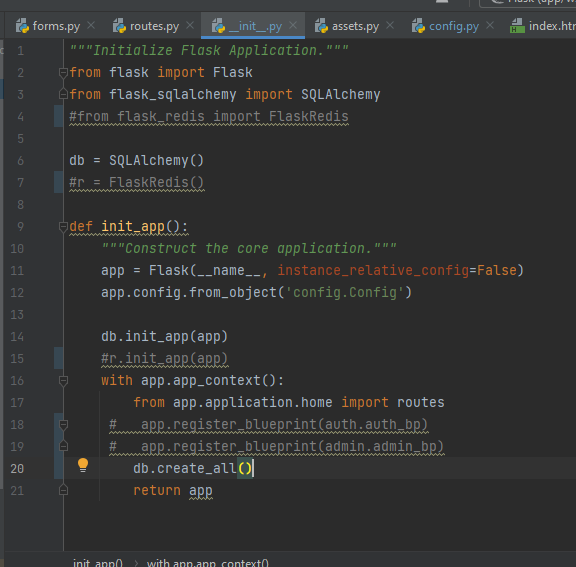 Flask (app/w
forms.py × routes.py × __init__.py × assets.py × config.py × index.ht
1 """Initialize Flask Application."""
2 from flask import Flask
3 from flask_sqlalchemy import SQLAlchemy
4 #from flask_redis import FlaskRedis
5
6 db = SQLAlchemy()
7 #r = FlaskRedis()
8
9 def init_app():
10 """Construct the core application."""
11 app = Flask(__name__, instance_relative_config=False)
12 app.config.from_object('config.Config')
13
14 db.init_app(app)
15 #r.init_app(app)
16 with app.app_context():
17 from app.application.home import routes
18 # app.register_blueprint(auth.auth_bp)
19 # app.register_blueprint(admin.admin_bp)
20 db.create_all()
21 return app
init_app() › with app.app_context()